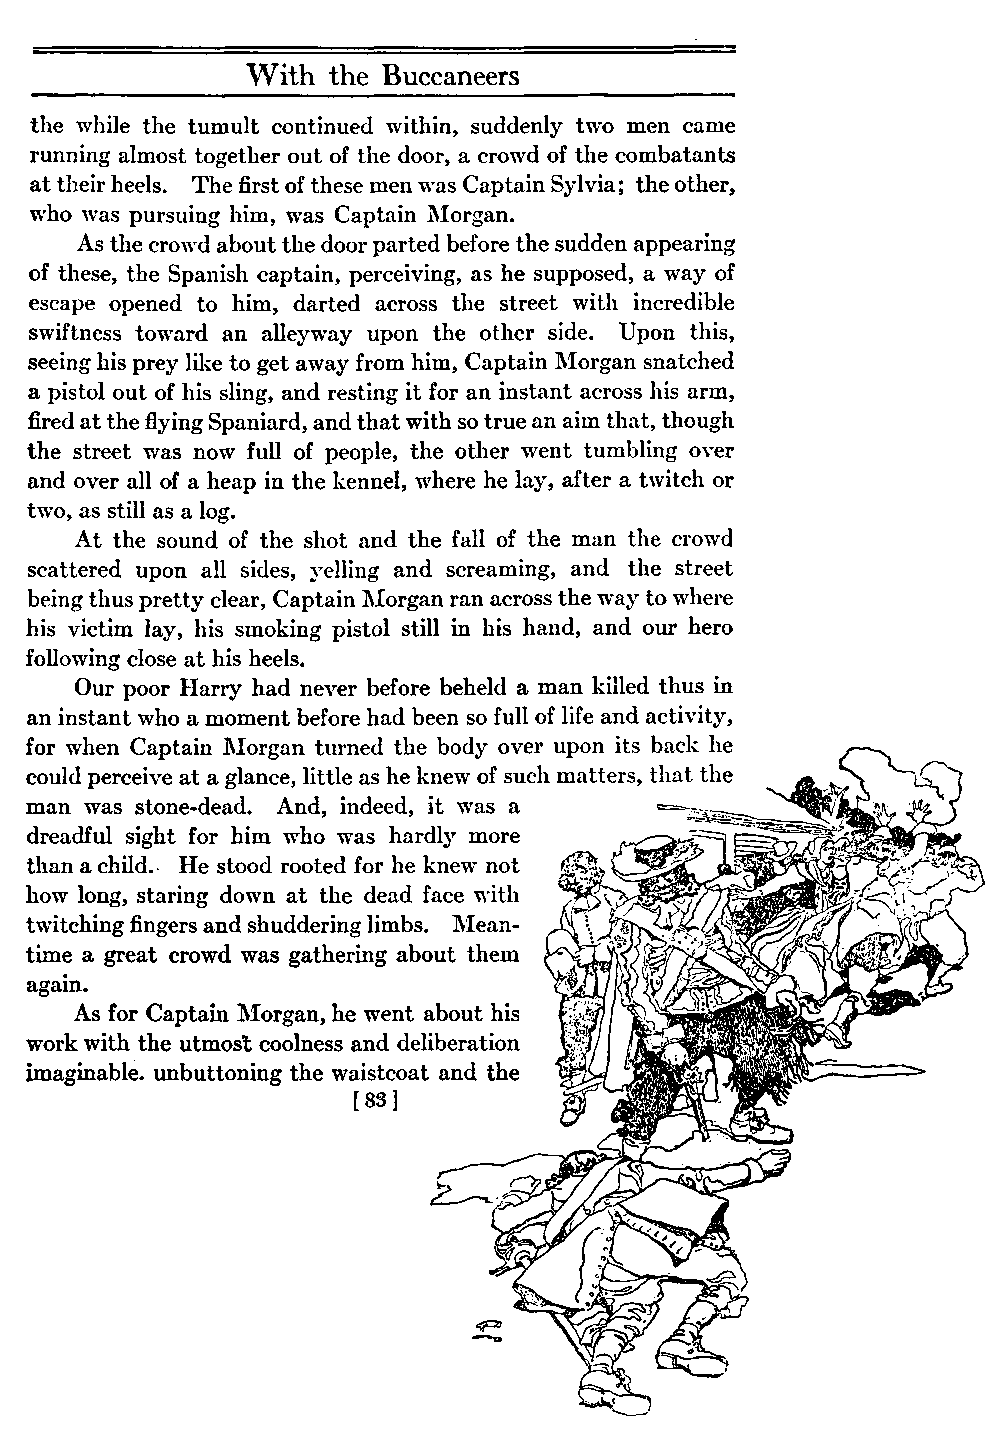 With the Buccaneers
the while the tumult continued within, suddenly two men came
running almost together out of the door, a crowd of the combatants
at their heels. The first of these men was Captain Sylvia; the other,
who was pursuing him, was Captain Morgan.
As the crowd about the door parted before the sudden appearing
of these, the Spanish captain, perceiving, as he supposed, a way of
escape opened to him, darted across the street with incredible
swiftness toward an alleyway upon the other side. Upon this,
seeing his prey like to get away from him, Captain Morgan snatched
a pistol out of his sling, and resting it for an instant across his arm,
fired at the flying Spaniard, and that with so true an aim that, though
the street was now full of people, the other went tumbling over
and over all of a heap in the kennel, where he lay, after a twitch or
two, as still as a log.
At the sound of the shot and the fall of the man the crowd
scattered upon all sides, yelling and screaming, and the street
being thus pretty clear, Captain Morgan ran across the way to where
his victim lay, his smoking pistol still in his hand, and our hero
following close at his heels.
Our poor Harry had never before beheld a man killed thus in
an instant who a moment before had been so full of life and activity,
for when Captain Morgan turned the body over upon its back he
could perceive at a glance, little as he knew of such matters, that the
man was stone-dead. And, indeed, it was a
dreadful sight for him who was hardly more
than a child. He stood rooted for he knew not
how long, staring down at the dead face with
twitching fingers and shuddering limbs. Mean-
time a great crowd was gathering about them
again.
As for Captain Morgan, he went about his
work with the utmost coolness and deliberation
imaginable, unbuttoning the waistcoat and the
[83]